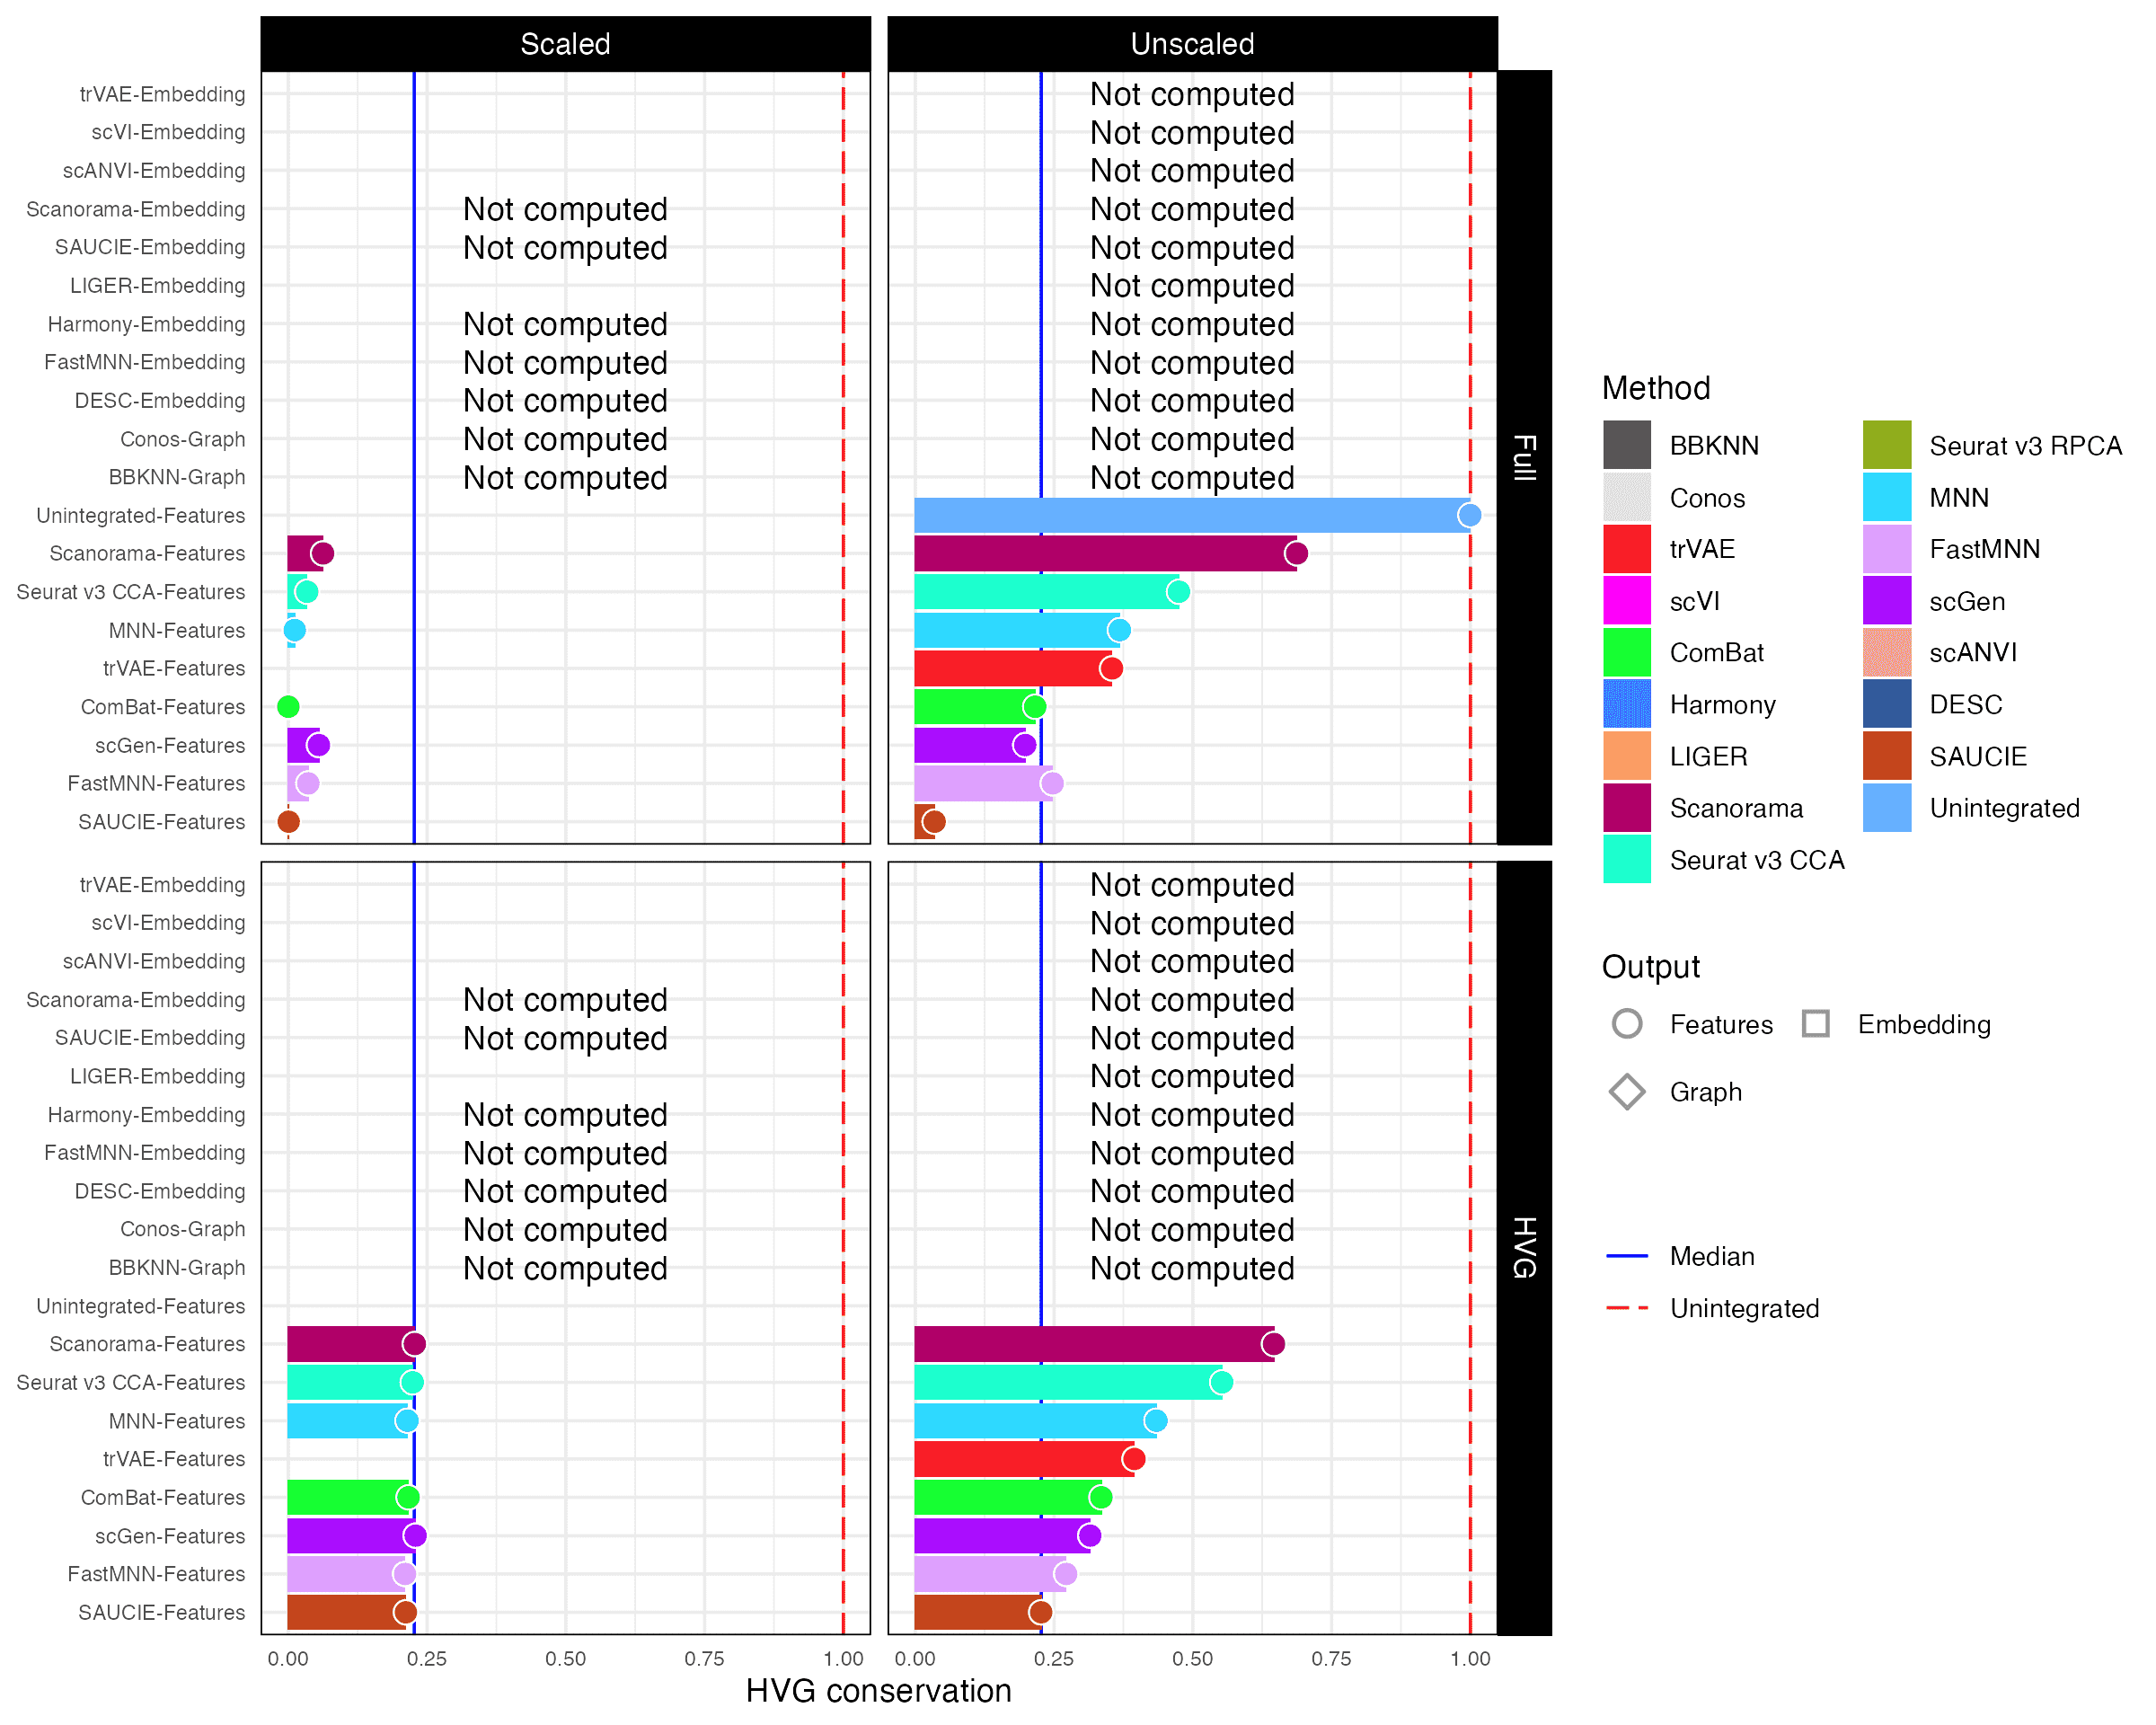 Scaled
Unscaled
trVAE-Embedding
Not computed
scVI-Embedding
Not computed
scANVI-Embedding
Not computed
Scanorama-Embedding
Not computed
Not computed
SAUCIE-Embedding
Not computed
Not computed
LIGER-Embedding
Not computed
Harmony-Embedding
Not computed
Not computed
FastMNN-Embedding
Not computed
Not computed
DESC-Embedding
Not computed
Not computed
Conos-Graph
Not computed
Not computed
BBKNN-Graph
Not computed
Not computed
Unintegrated-Features
Scanorama-Features
Seurat v3 CCA-Features
MNN-Features
trVAE-Features
ComBat-Features
scGen-Features
FastMNN-Features
SAUCIE-Features
Full
trVAE-Embedding
Not computed
scVI-Embedding
Not computed
scANVI-Embedding
Not computed
Scanorama-Embedding
Not computed
Not computed
SAUCIE-Embedding
Not computed
Not computed
LIGER-Embedding
Not computed
Harmony-Embedding
Not computed
Not computed
FastMNN-Embedding
Not computed
Not computed
DESC-Embedding
Not computed
Not computed
Conos-Graph
Not computed
Not computed
BBKNN-Graph
Not computed
Not computed
Unintegrated-Features
Scanorama-Features
Seurat v3 CCA-Features
MNN-Features
trVAE-Features
ComBat-Features
scGen-Features
FastMNN-Features
SAUCIE-Features
HVG
0.00 0.25 0.50 0.75 1.00
0.00 0.25 0.50 0.75 1.00
HVG conservation
Method
BBKNN
Conos
trVAE
scVI
ComBat
Harmony
LIGER
Scanorama
Seurat v3 CCA
Seurat v3 RPCA
MNN
FastMNN
scGen
scANVI
DESC
SAUCIE
Unintegrated
Output
Features
Embedding
Graph
Median
Unintegrated